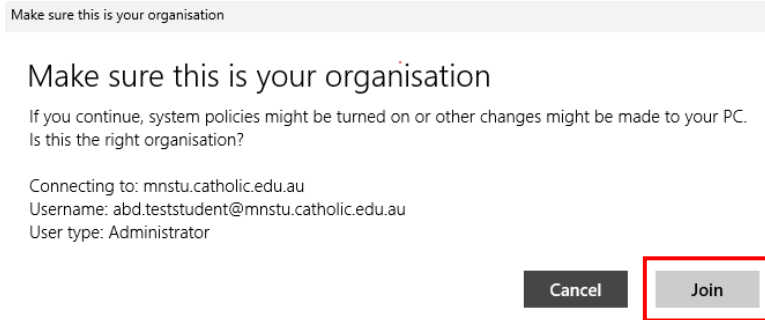 Make sure this is your organisation
Make sure this is your organisation
If you continue, system policies might be turned on or other changes might be made to your PC.
Is this the right organisation?
Connecting to: mnstu.catholic.edu.au
Username: abd.teststudent@mnstu.catholic.edu.au
User type: Administrator
Cancel Join